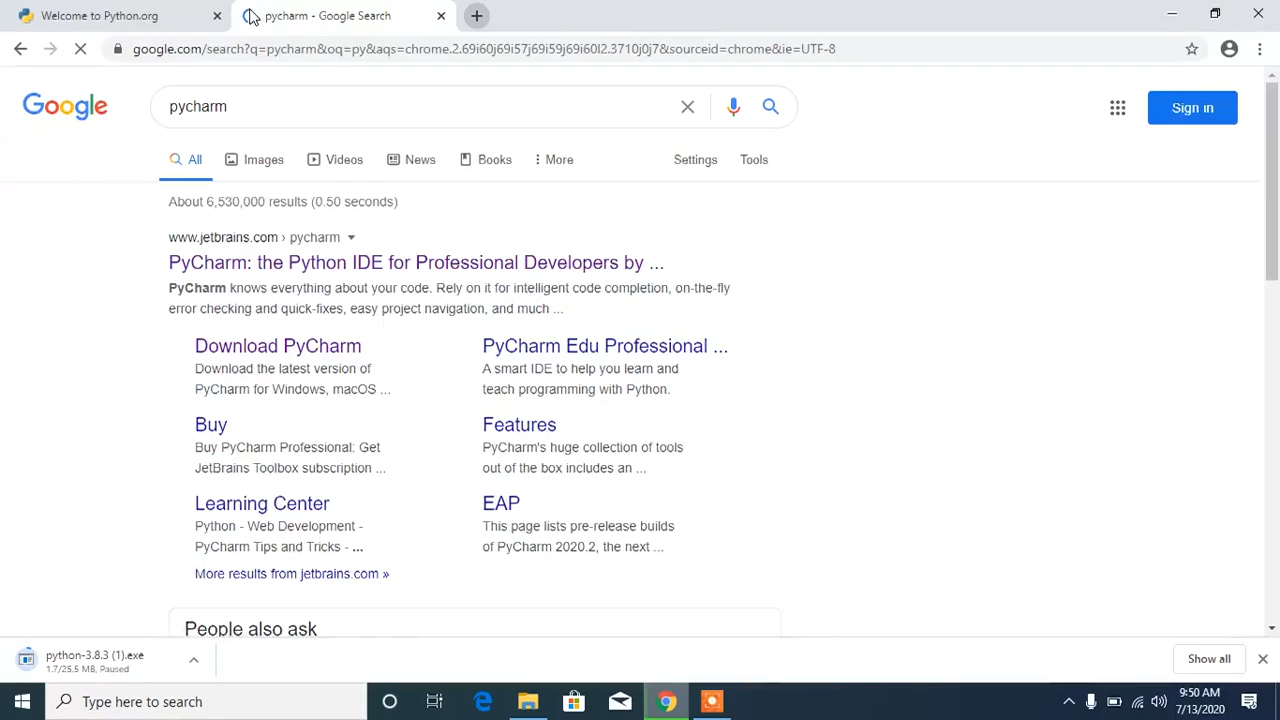 Welcome to Python.org
pycharm - Google Search
google.com/search?q=pycharm&oq=py&aqs=chrome.2.69i60j69i57j69i59j69i60l2.3710j0j7&sourceid=chrome&ie=UTF-8
Google
pycharm
Sign in
All
Images
Videos
News
Books
More
Settings
Tools
About 6,530,000 results (0.50 seconds)
www.jetbrains.com › pycharm
PyCharm: the Python IDE for Professional Developers by ...
PyCharm knows everything about your code. Rely on it for intelligent code completion, on-the-fly
error checking and quick-fixes, easy project navigation, and much ...
Download PyCharm
Download the latest version of
PyCharm for Windows, macOS ...
PyCharm Edu Professional ...
A smart IDE to help you learn and
teach programming with Python.
Buy
Buy PyCharm Professional: Get
JetBrains Toolbox subscription ...
Features
PyCharm's huge collection of tools
out of the box includes an ...
Learning Center
Python - Web Development -
PyCharm Tips and Tricks - ...
EAP
This page lists pre-release builds
of PyCharm 2020.2, the next ...
More results from jetbrains.com »
People also ask
python-3.8.3 (1).exe
1.7/25.5 MB, Paused
Show all
Type here to search
9:50 AM
7/13/2020